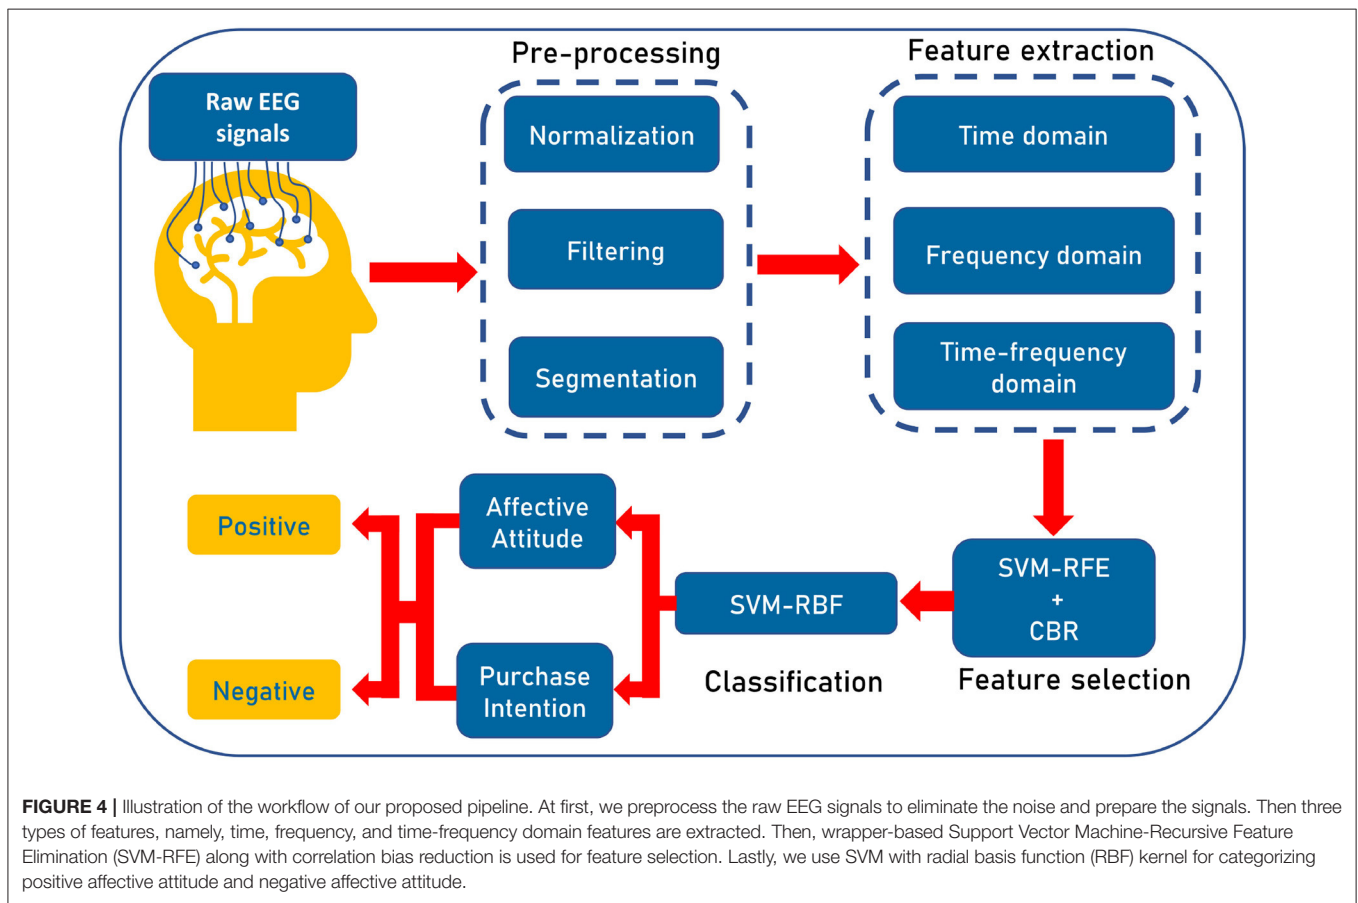 Raw EEG
signals
Pre-processing
Normalization
Filtering
Segmentation
Feature extraction
Time domain
Frequency domain
Time-frequency
domain
SVM-RFE
+
CBR
Feature selection
SVM-RBF
Classification
Affective
Attitude
Purchase
Intention
Positive
Negative
FIGURE 4 | Illustration of the workflow of our proposed pipeline. At first, we preprocess the raw EEG signals to eliminate the noise and prepare the signals. Then three
types of features, namely, time, frequency, and time-frequency domain features are extracted. Then, wrapper-based Support Vector Machine-Recursive Feature
Elimination (SVM-RFE) along with correlation bias reduction is used for feature selection. Lastly, we use SVM with radial basis function (RBF) kernel for categorizing
positive affective attitude and negative affective attitude.